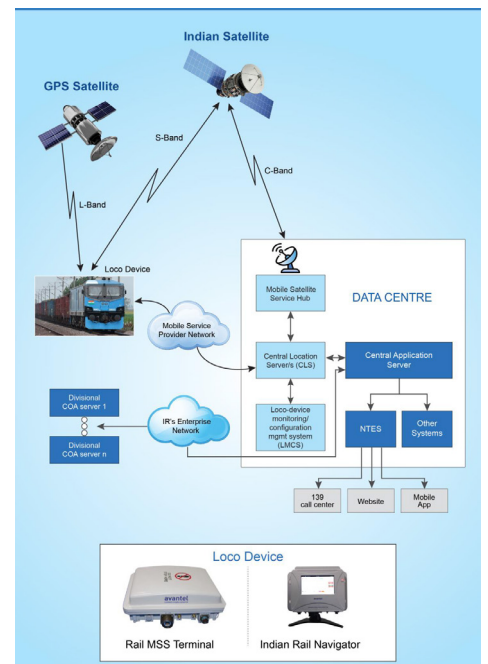 Indian Satellite
GPS Satellite
S-Band
C-Band
L-Band
Loco Device
Mobile Service
Provider Network
Mobile Satellite
Service Hub
DATA CENTRE
Central Location
Server/s (CLS)
Central Application
Server
Loco-device
monitoring/
configuration
mgmt system
(LMCS)
Divisional
COA server 1
Divisional
COA server n
IR's Enterprise
Network
NTES
Other
Systems
139
call center
Website
Mobile
App
Loco Device
avantel
Rail MSS Terminal
Indian Rail Navigator